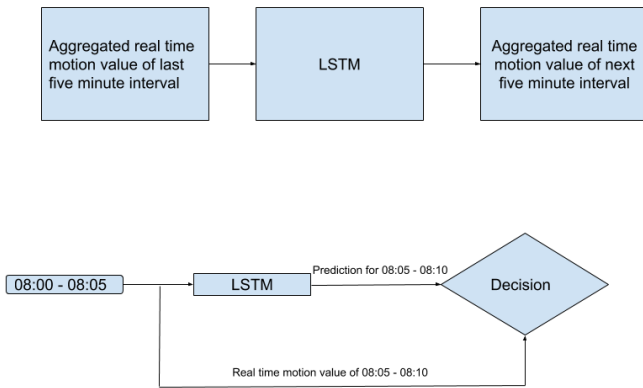 Aggregated real time
motion value of last
five minute interval
LSTM
Aggregated real time
motion value of next
five minute interval
08:00 - 08:05
LSTM
Prediction for 08:05 - 08:10
Decision
Real time motion value of 08:05 - 08:10